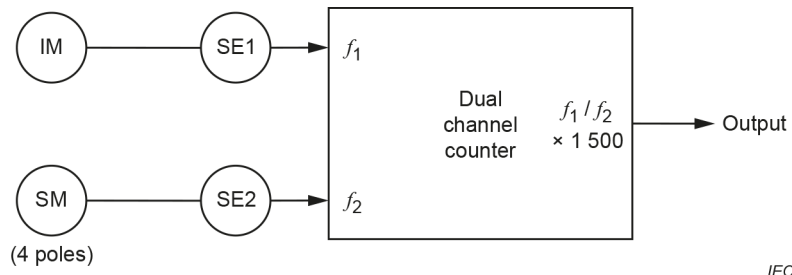 IM
SE1
f1
Dual
channel
counter
f1 / f2
× 1 500
Output
SM
SE2
f2
(4 poles)
IEC